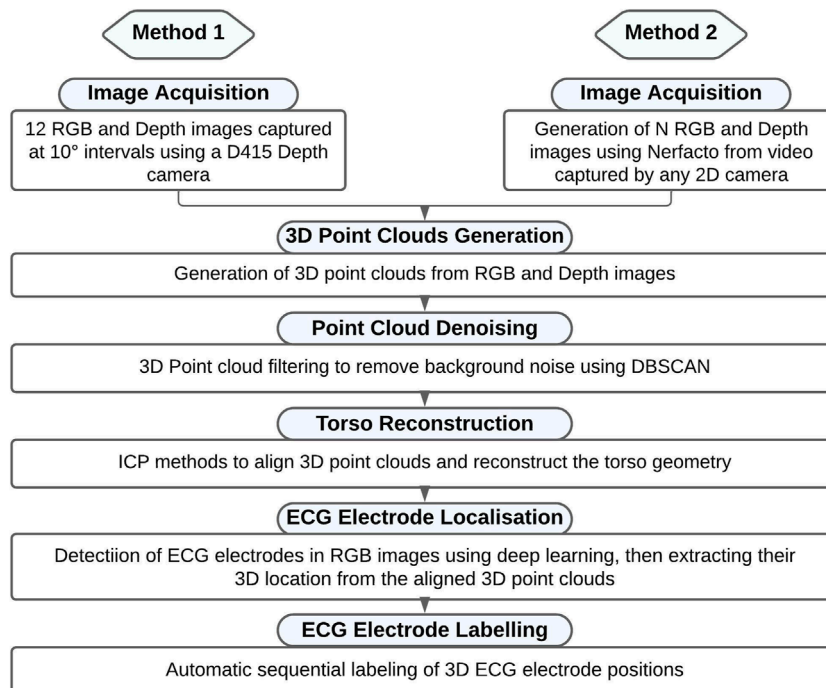 Method 1
Method 2
Image Acquisition
12 RGB and Depth images captured
at 10° intervals using a D415 Depth
camera
Image Acquisition
Generation of N RGB and Depth
images using Nerfacto from video
captured by any 2D camera
3D Point Clouds Generation
Generation of 3D point clouds from RGB and Depth images
Point Cloud Denoising
3D Point cloud filtering to remove background noise using DBSCAN
Torso Reconstruction
ICP methods to align 3D point clouds and reconstruct the torso geometry
ECG Electrode Localisation
Detectiion of ECG electrodes in RGB images using deep learning, then extracting their
3D location from the aligned 3D point clouds
ECG Electrode Labelling
Automatic sequential labeling of 3D ECG electrode positions